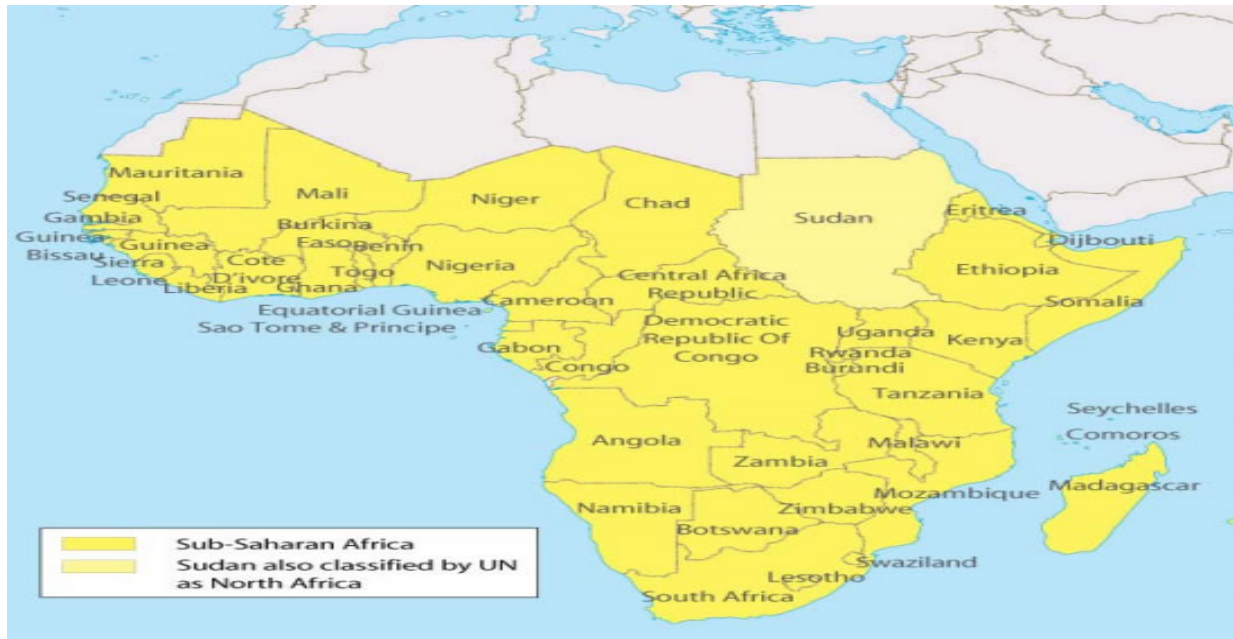 Mauritania
Mali
Niger
Chad
Sudan
Eritrea
Senegal
Gambia
Guinea
Bissau
Guinea
Sierra
Leone
Liberia
Cote
D'ivore
Burkina
Fason
Ghana
Togo
Benin
Nigeria
Djibouti
Ethiopia
Somalia
Central Africa
Republic
Cameroon
Equatorial Guinea
Sao Tome & Principe
Gabon
Congo
Democratic
Republic Of
Congo
Uganda
Kenya
Rwanda
Burundi
Tanzania
Seychelles
Comoros
Angola
Zambia
Malawi
Mozambique
Madagascar
Namibia
Botswana
Zimbabwe
Swaziland
Lesotho
South Africa
Sub-Saharan Africa
Sudan also classified by UN
as North Africa